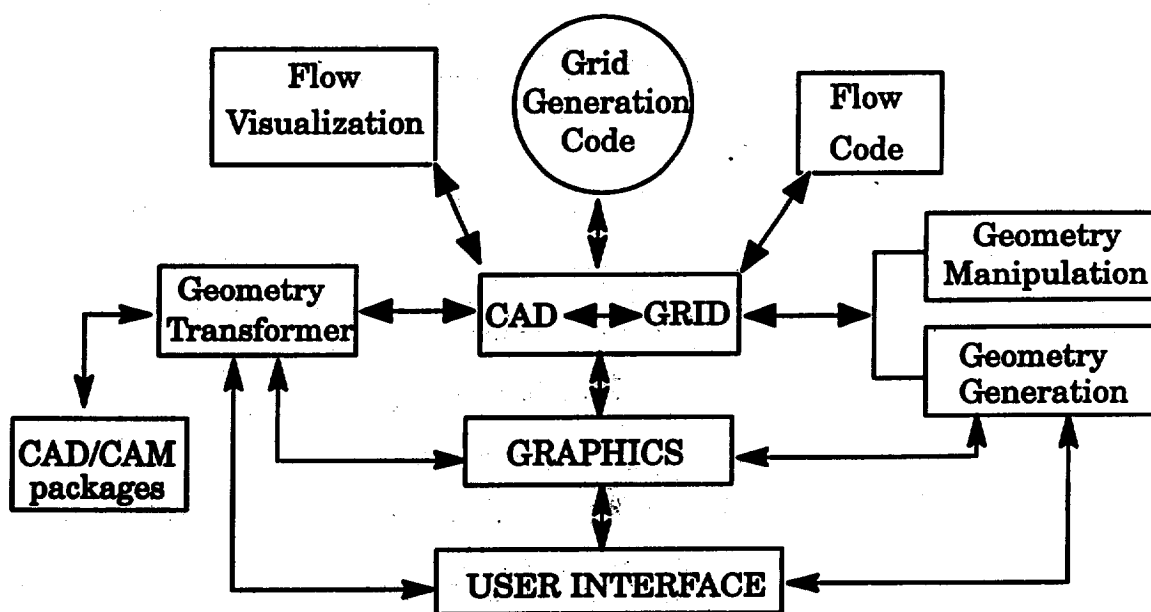 Flow
Visualization
Grid
Generation
Code
Flow
Code
Geometry
Manipulation
Geometry
Transformer
CAD
GRID
Geometry
Generation
CAD/CAM
packages
GRAPHICS
USER INTERFACE